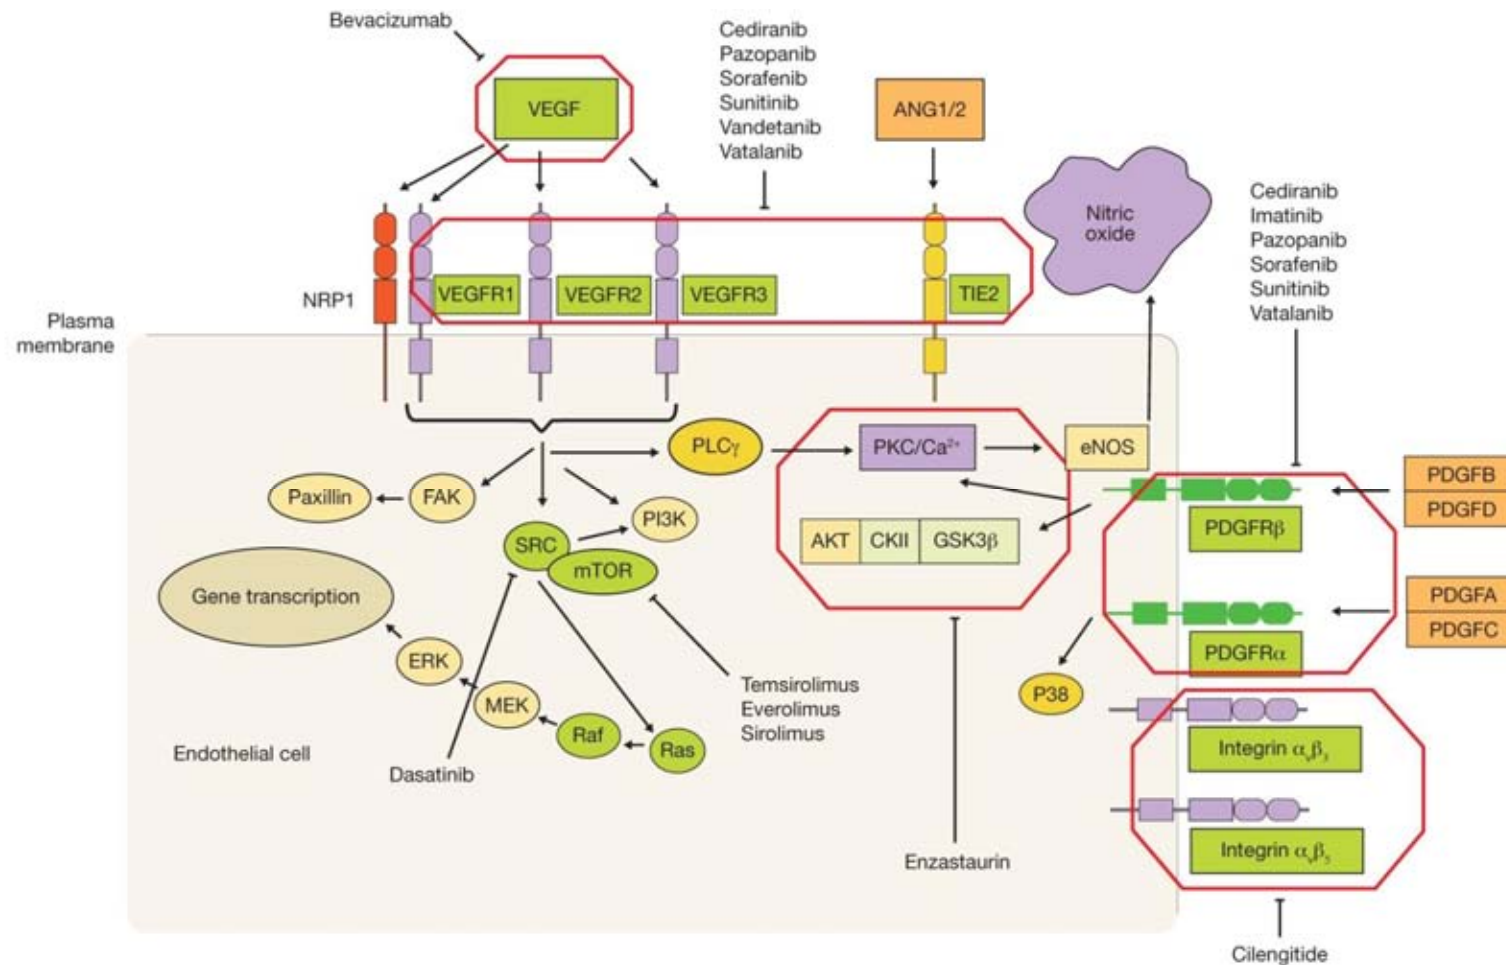 Bevacizumab
VEGF
Cediranib
Pazopanib
Sorafenib
Sunitinib
Vandetanib
Vatalanib
ANG1/2
Nitric
oxide
Cediranib
Imatinib
Pazopanib
Sorafenib
Sunitinib
Vatalanib
NRP1
VEGFR1
VEGFR2
VEGFR3
TIE2
Plasma
membrane
PLCγ
PKC/Ca²⁺
eNOS
Paxillin
FAK
PI3K
SRC
mTOR
AKT
CKII
GSK3β
PDGFRβ
PDGFB
PDGFD
Gene transcription
ERK
MEK
Raf
Ras
Temsirolimus
Everolimus
Sirolimus
P38
PDGFRα
PDGFA
PDGFC
Endothelial cell
Dasatinib
Enzastaurin
Integrin αᵥβ₃
Integrin αᵥβ₅
Cilengitide